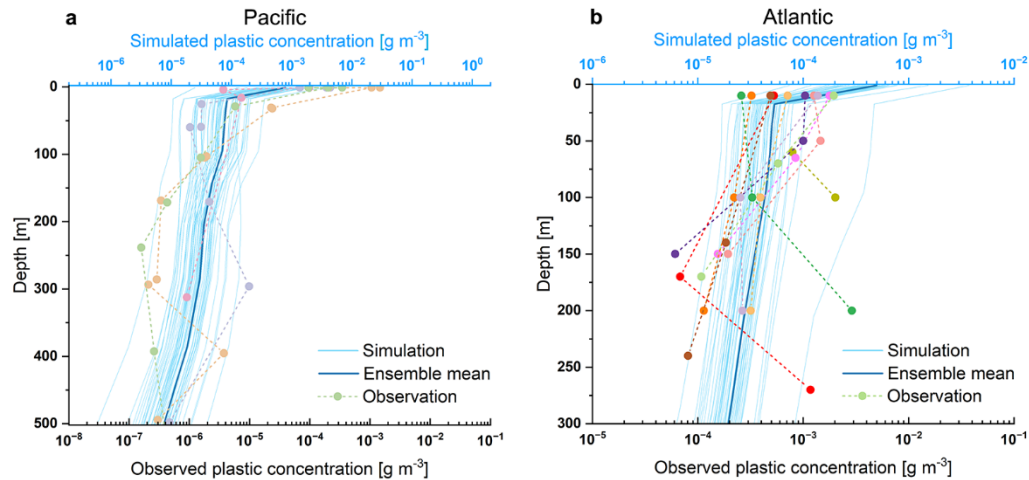 a Pacific
Simulated plastic concentration [g m⁻³]
10⁻⁶ 10⁻⁵ 10⁻⁴ 10⁻³ 10⁻² 10⁻¹ 10⁰
0
100
200
300
400
500
Depth [m]
Simulation
Ensemble mean
Observation
10⁻⁸ 10⁻⁷ 10⁻⁶ 10⁻⁵ 10⁻⁴ 10⁻³ 10⁻² 10⁻¹
Observed plastic concentration [g m⁻³]
b Atlantic
Simulated plastic concentration [g m⁻³]
10⁻⁶ 10⁻⁵ 10⁻⁴ 10⁻³ 10⁻²
0
50
100
150
200
250
300
Depth [m]
Simulation
Ensemble mean
Observation
10⁻⁵ 10⁻⁴ 10⁻³ 10⁻² 10⁻¹
Observed plastic concentration [g m⁻³]